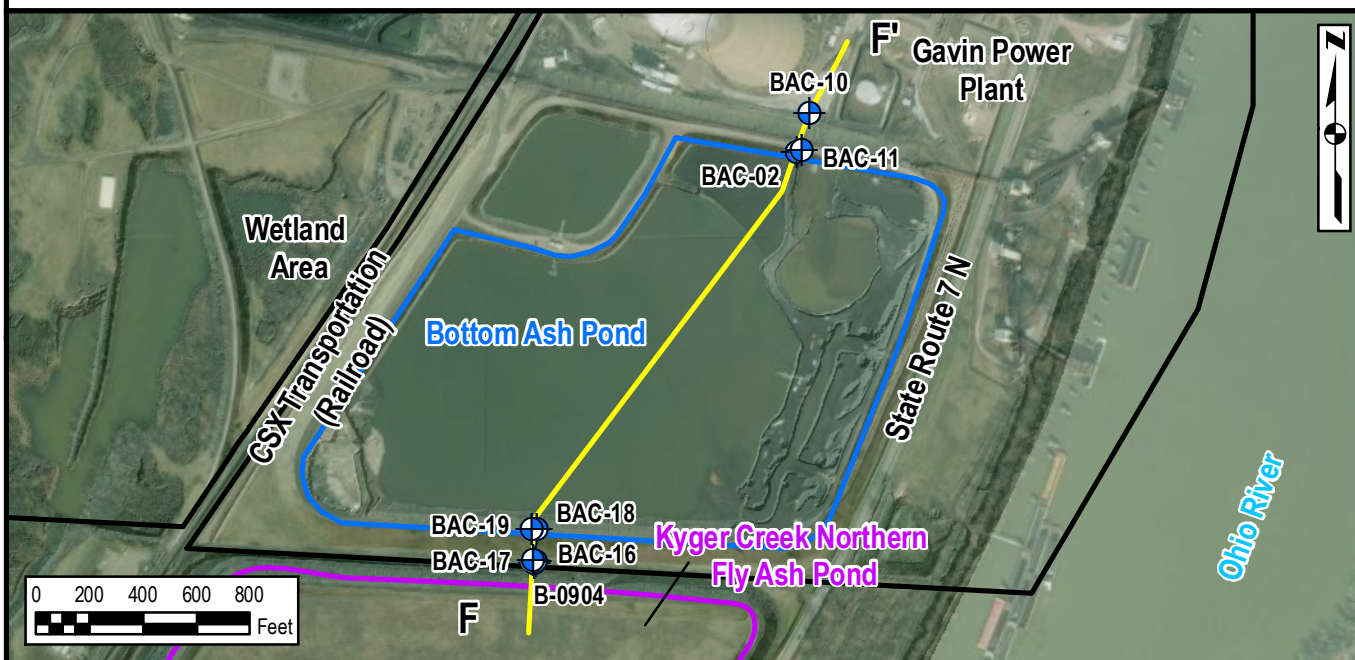 F'
Gavin Power
Plant
BAC-10
BAC-11
BAC-02
N
Wetland
Area
CSX Transportation
(Railroad)
Bottom Ash Pond
State Route 7 N
Ohio River
BAC-19
BAC-18
BAC-17
BAC-16
B-0904
Kyger Creek Northern
Fly Ash Pond
F
0 200 400 600 800
Feet